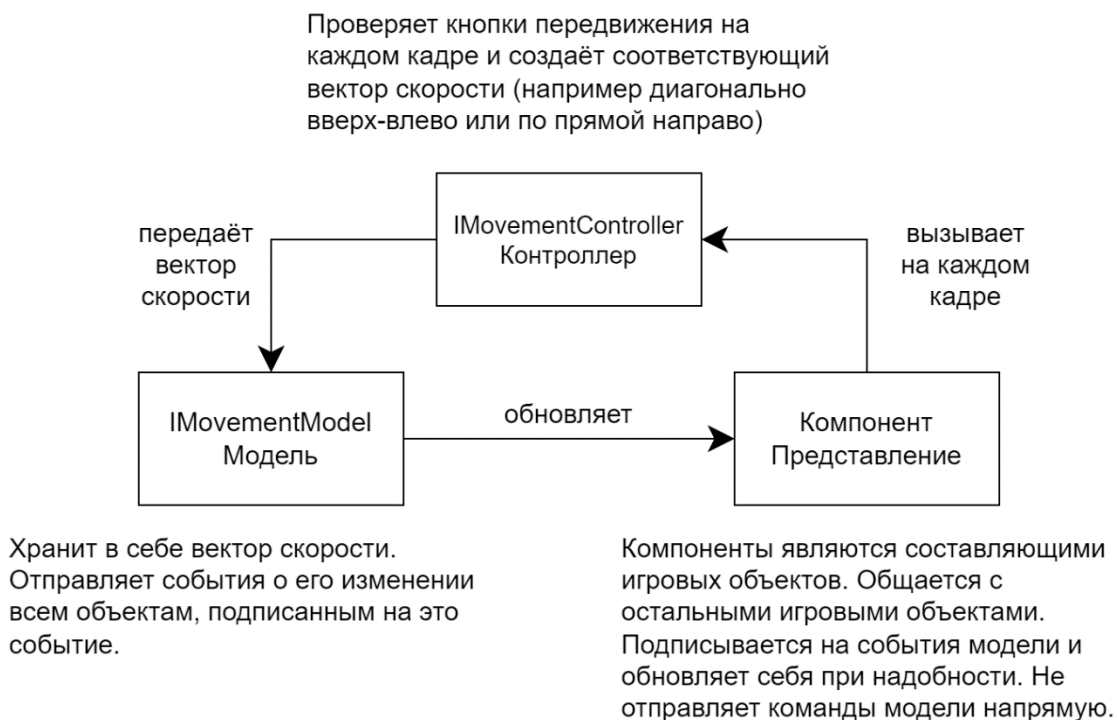 Проверяет кнопки передвижения на
каждом кадре и создаёт соответствующий
вектор скорости (например диагонально
вверх-влево или по прямой направо)
IMovementController
Контроллер
передаёт
вектор
скорости
вызывает
на каждом
кадре
IMovementModel
Модель
обновляет
Компонент
Представление
Хранит в себе вектор скорости.
Отправляет события о его изменении
всем объектам, подписанным на это
событие.
Компоненты являются составляющими
игровых объектов. Общается с
остальными игровыми объектами.
Подписывается на события модели и
обновляет себя при надобности. Не
отправляет команды модели напрямую.